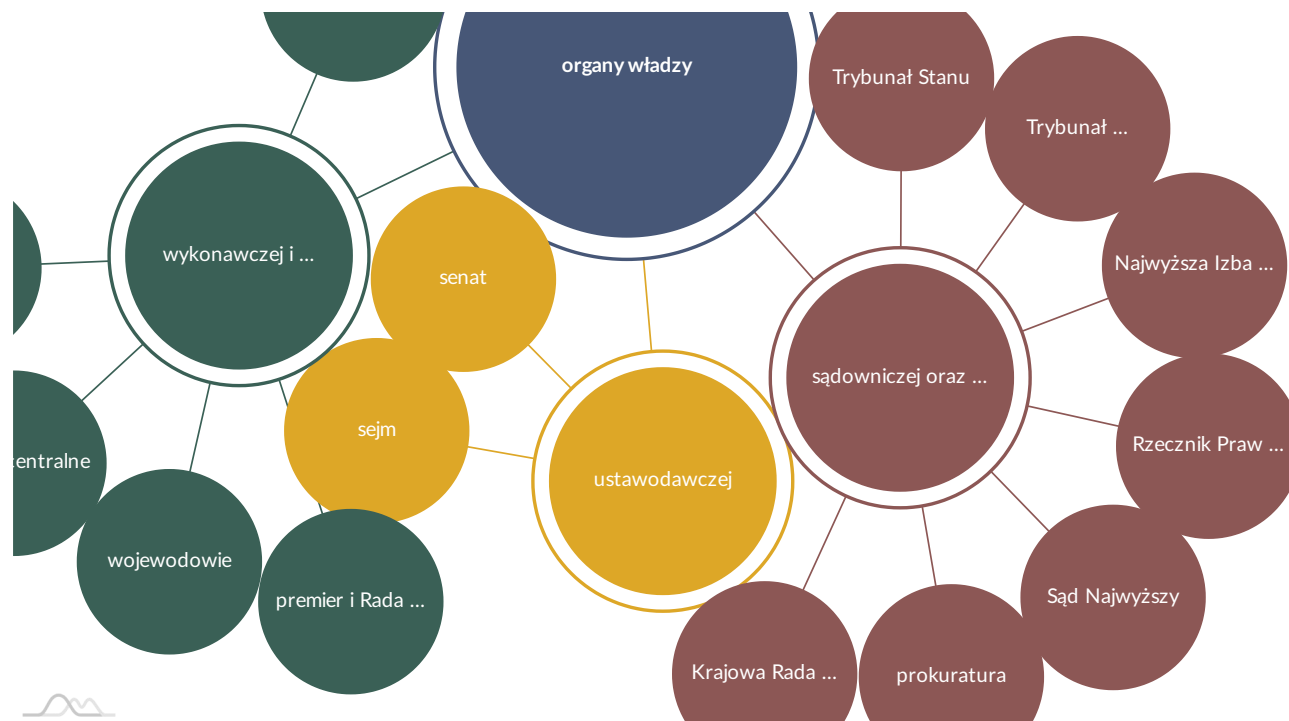 organy władzy
Trybunał Stanu
Trybunał ...
wykonawczej i ...
senat
Najwyższa Izba ...
sądowniczej oraz ...
sejm
Rzecznik Praw ...
centralne
ustawodawczej
wojewodowie
premier i Rada ...
Sąd Najwyższy
Krajowa Rada ...
prokuratura